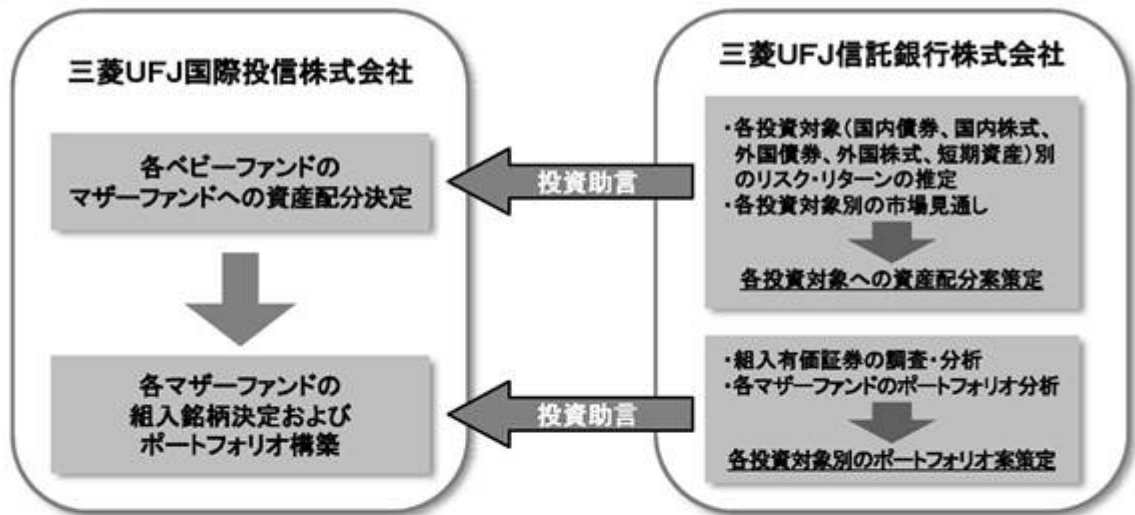 三菱UFJ国際投信株式会社
各ベビーファンドの
マザーファンドへの資産配分決定
各マザーファンドの
組入銘柄決定および
ポートフォリオ構築
投資助言
投資助言
三菱UFJ信託銀行株式会社
・各投資対象(国内債券、国内株式、
外国債券、外国株式、短期資産)別
のリスク・リターンの推定
・各投資対象別の市場見通し
各投資対象への資産配分案策定
・組入有価証券の調査・分析
・各マザーファンドのポートフォリオ分析
各投資対象別のポートフォリオ案策定